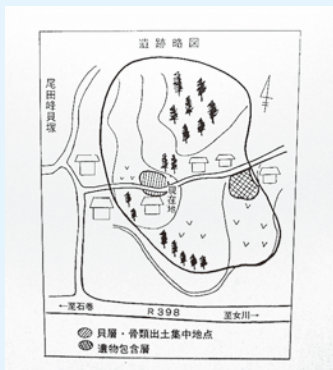 遺跡略図
尾田峰貝塚
現在地
←至石巻
R398
至女川→
貝層・骨類出土集中地点
遺物包含層